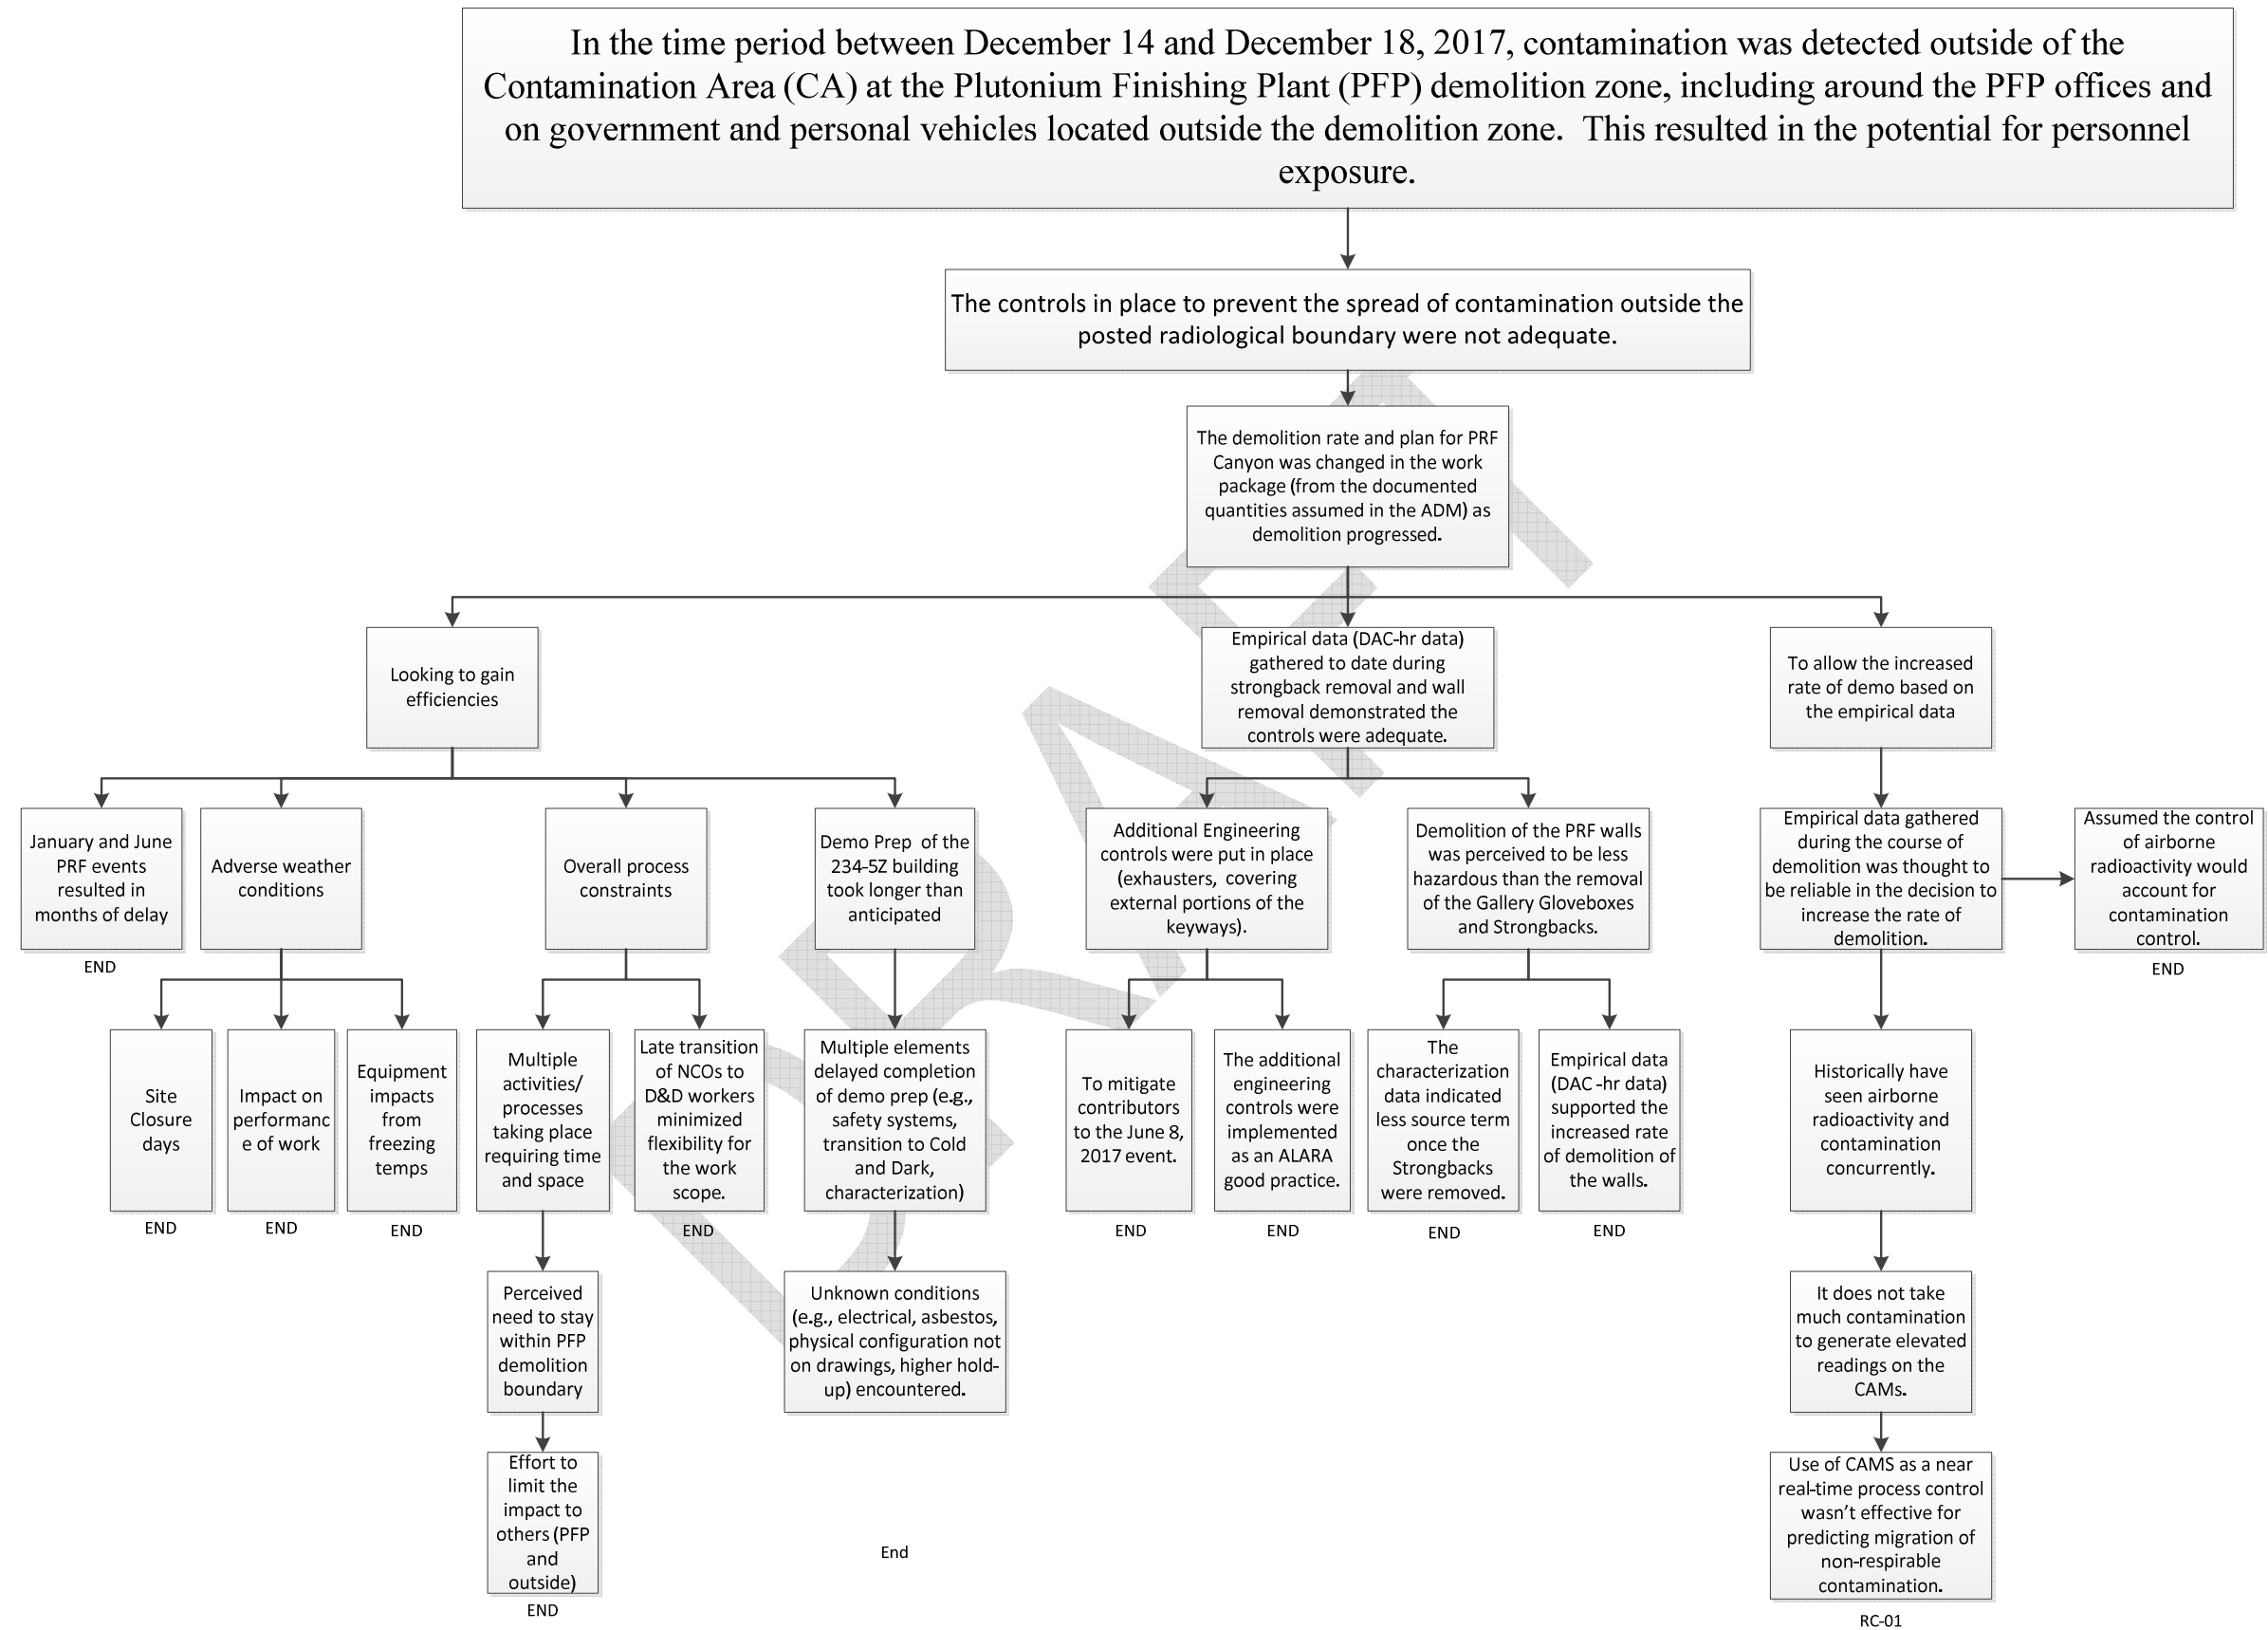 In the time period between December 14 and December 18, 2017, contamination was detected outside of the
Contamination Area (CA) at the Plutonium Finishing Plant (PFP) demolition zone, including around the PFP offices and
on government and personal vehicles located outside the demolition zone.  This resulted in the potential for personnel
exposure.
The controls in place to prevent the spread of contamination outside the
posted radiological boundary were not adequate.
The demolition rate and plan for PRF
Canyon was changed in the work
package (from the documented
quantities assumed in the ADM) as
demolition progressed.
Looking to gain
efficiencies
Empirical data (DAC-hr data)
gathered to date during
strongback removal and wall
removal demonstrated the
controls were adequate.
To allow the increased
rate of demo based on
the empirical data
January and June
PRF events
resulted in
months of delay
END
Adverse weather
conditions
Overall process
constraints
Demo Prep  of the
234-5Z building
took longer than
anticipated
Additional Engineering
controls were put in place
(exhausters,  covering
external portions of the
keyways).
Demolition of the PRF walls
was perceived to be less
hazardous than the removal
of the Gallery Gloveboxes
and Strongbacks.
Empirical data gathered
during the course of
demolition was thought to
be reliable in the decision to
increase the rate of
demolition.
Assumed the control
of airborne
radioactivity would
account for
contamination
control.
END
Site
Closure
days
END
Impact on
performanc
e of work
END
Equipment
impacts
from
freezing
temps
END
Multiple
activities/
processes
taking place
requiring time
and space
Late transition
of NCOs to
D&D workers
minimized
flexibility for
the work
scope.
END
Multiple elements
delayed completion
of demo prep (e.g.,
safety systems,
transition to Cold
and Dark,
characterization)
To mitigate
contributors
to the June 8,
2017 event.
END
The additional
engineering
controls were
implemented
as an ALARA
good practice.
END
The
characterization
data indicated
less source term
once the
Strongbacks
were removed.
END
Empirical data
(DAC -hr data)
supported the
increased rate
of demolition of
the walls.
END
Historically have
seen airborne
radioactivity and
contamination
concurrently.
Perceived
need to stay
within PFP
demolition
boundary
Unknown conditions
(e.g., electrical, asbestos,
physical configuration not
on drawings, higher hold-
up) encountered.
It does not take
much contamination
to generate elevated
readings on the
CAMs.
Effort to
limit the
impact to
others (PFP
and
outside)
END
End
Use of CAMS as a near
real-time process control
wasn't effective for
predicting migration of
non-respirable
contamination.
RC-01
DRAFT